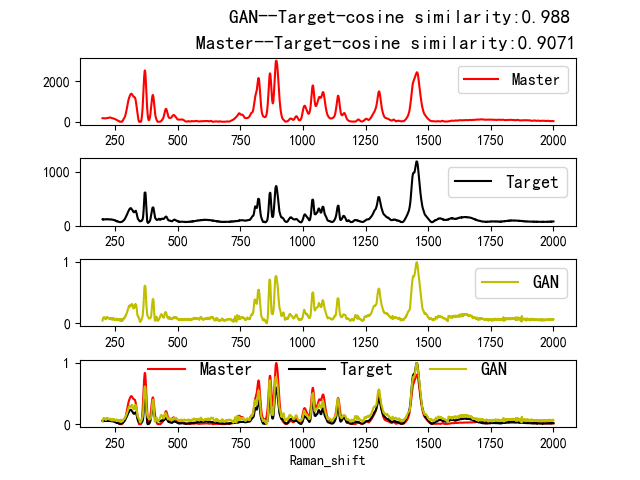 GAN--Target-cosine similarity:0.988
Master--Target-cosine similarity:0.9071
2000
0
Master
250 500 750 1000 1250 1500 1750 2000
1000
0
Target
250 500 750 1000 1250 1500 1750 2000
1
0
GAN
250 500 750 1000 1250 1500 1750 2000
1
0
Master Target GAN
250 500 750 1000 1250 1500 1750 2000
Raman_shift